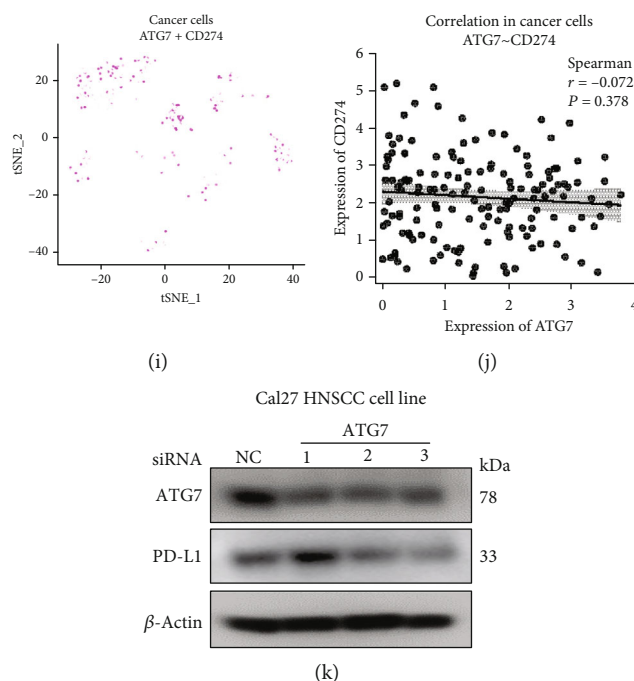 Cancer cells
ATG7 + CD274
20
0
−20
−40
tSNE_2
−20 0 20 40
tSNE_1
(i)
Correlation in cancer cells
ATG7~CD274
Spearman
r = –0.072
P = 0.378
6
5
4
3
2
1
0
Expression of CD274
0 1 2 3 4
Expression of ATG7
(j)
Cal27 HNSCC cell line
ATG7
siRNA NC 1 2 3 kDa
ATG7 78
PD-L1 33
β-Actin
(k)